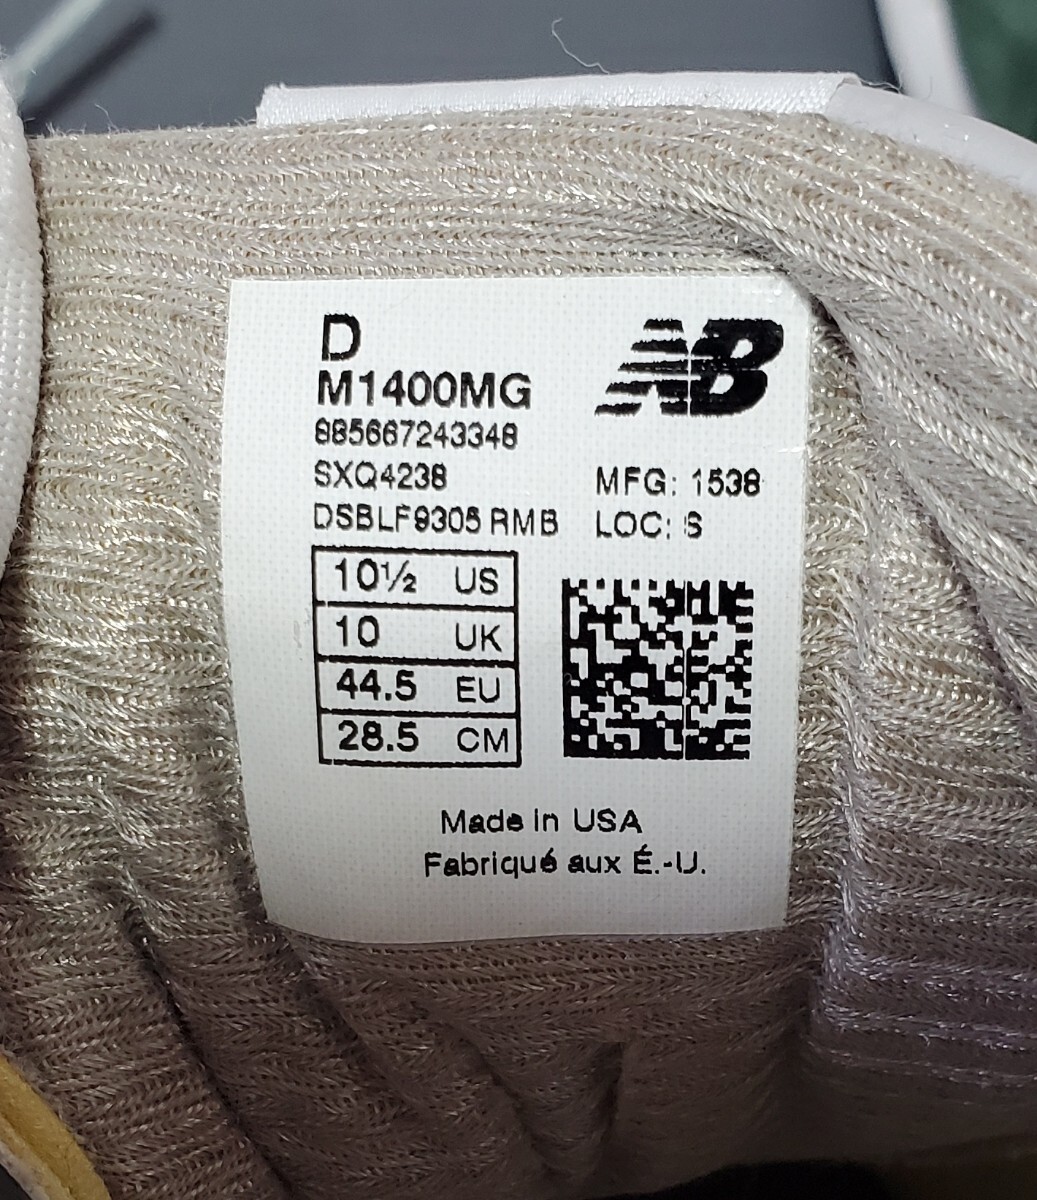 D
M1400MG
NB
885667243348
SXQ4238
MFG: 1538
DSBLF9305 RMB
LOC: S
10½ US
10 UK
44.5 EU
28.5 CM
Made in USA
Fabriqué aux É.-U.